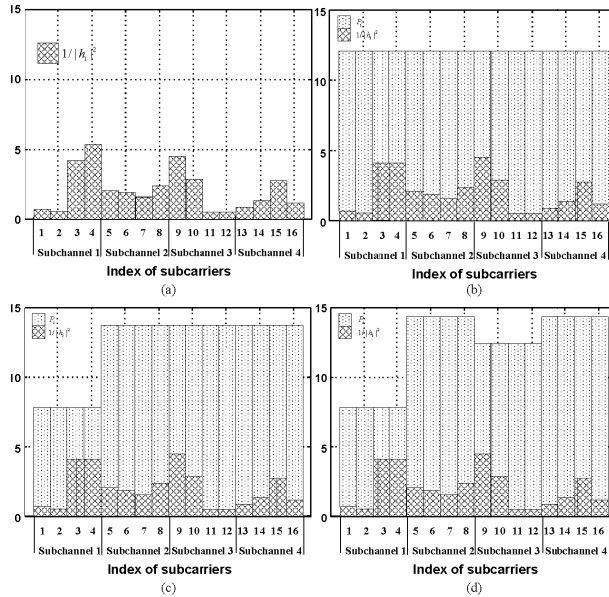 (a)
15
10
5
0
1/|h_i|^2
1 2 3 4 5 6 7 8 9 10 11 12 13 14 15 16
Subchannel 1 Subchannel 2 Subchannel 3 Subchannel 4
Index of subcarriers
(a)
15
10
5
0
P_i
1/|h_i|^2
1 2 3 4 5 6 7 8 9 10 11 12 13 14 15 16
Subchannel 1 Subchannel 2 Subchannel 3 Subchannel 4
Index of subcarriers
(b)
15
10
5
0
P_i
1/|h_i|^2
1 2 3 4 5 6 7 8 9 10 11 12 13 14 15 16
Subchannel 1 Subchannel 2 Subchannel 3 Subchannel 4
Index of subcarriers
(c)
15
10
5
0
P_i
1/|h_i|^2
1 2 3 4 5 6 7 8 9 10 11 12 13 14 15 16
Subchannel 1 Subchannel 2 Subchannel 3 Subchannel 4
Index of subcarriers
(d)